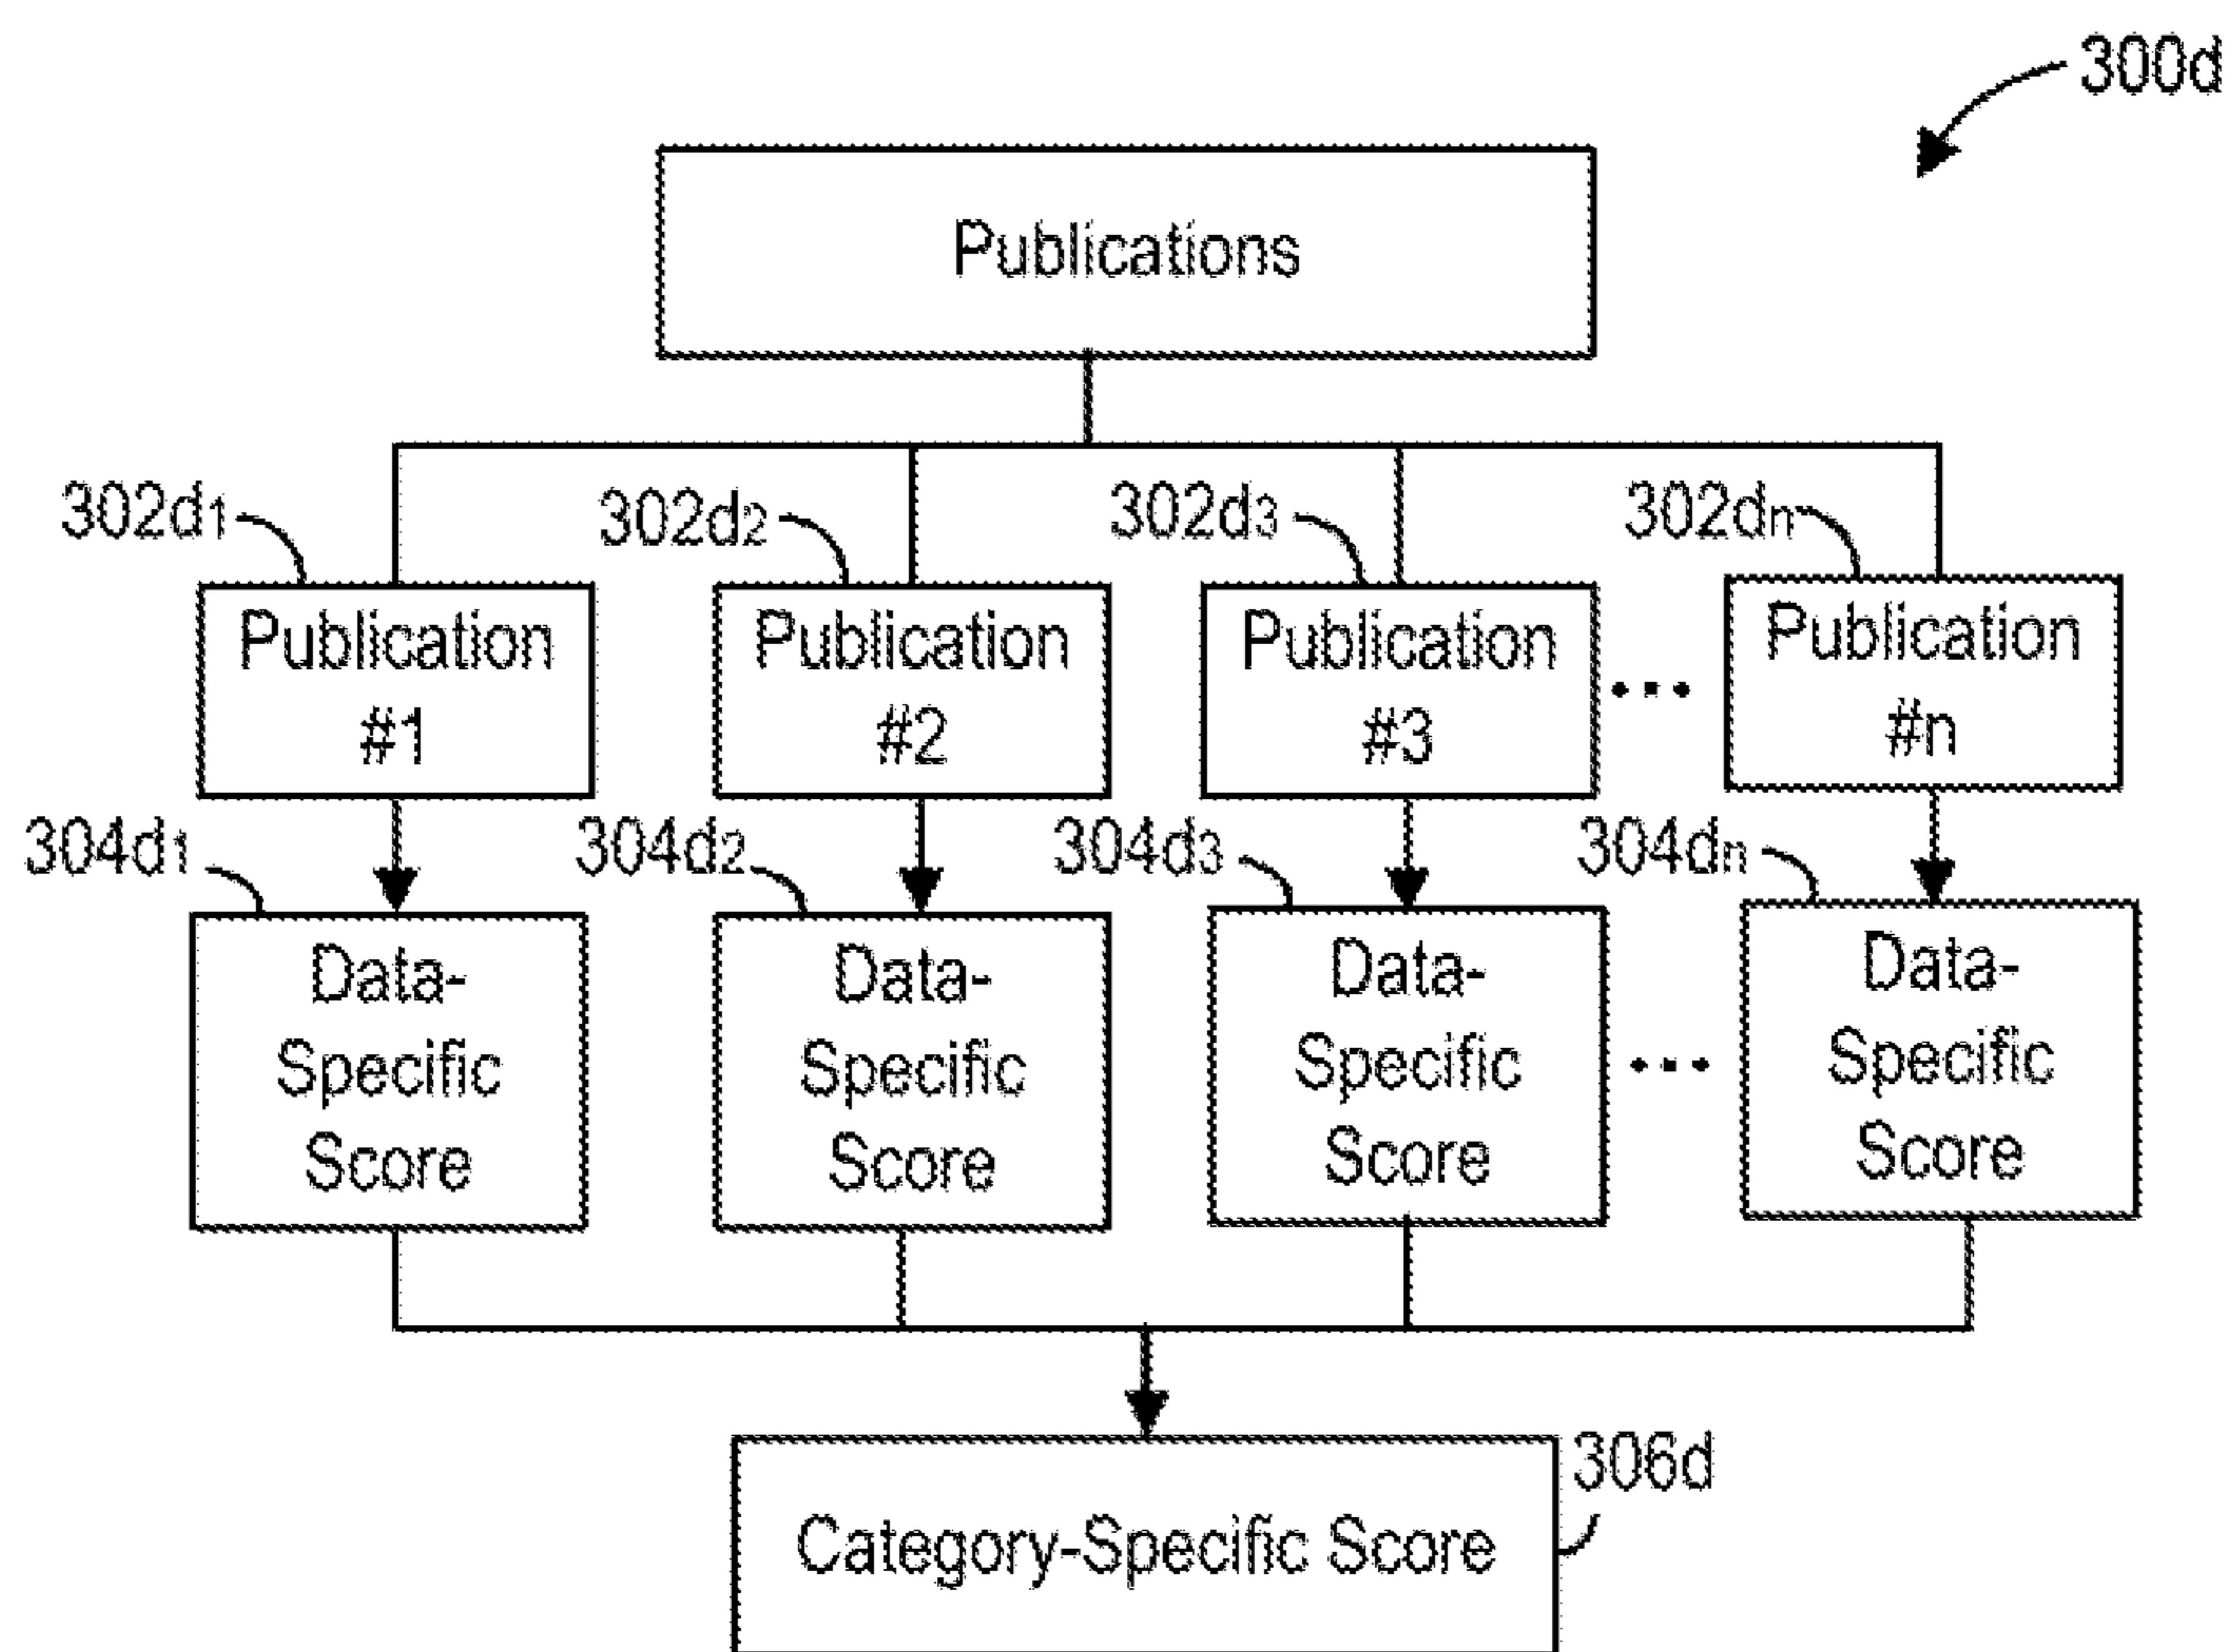 300d
Publications
302d1
302d2
302d3
302dn
Publication
#1
Publication
#2
Publication
#3
...
Publication
#n
304d1
304d2
304d3
304dn
Data-
Specific
Score
Data-
Specific
Score
Data-
Specific
Score
...
Data-
Specific
Score
306d
Category-Specific Score